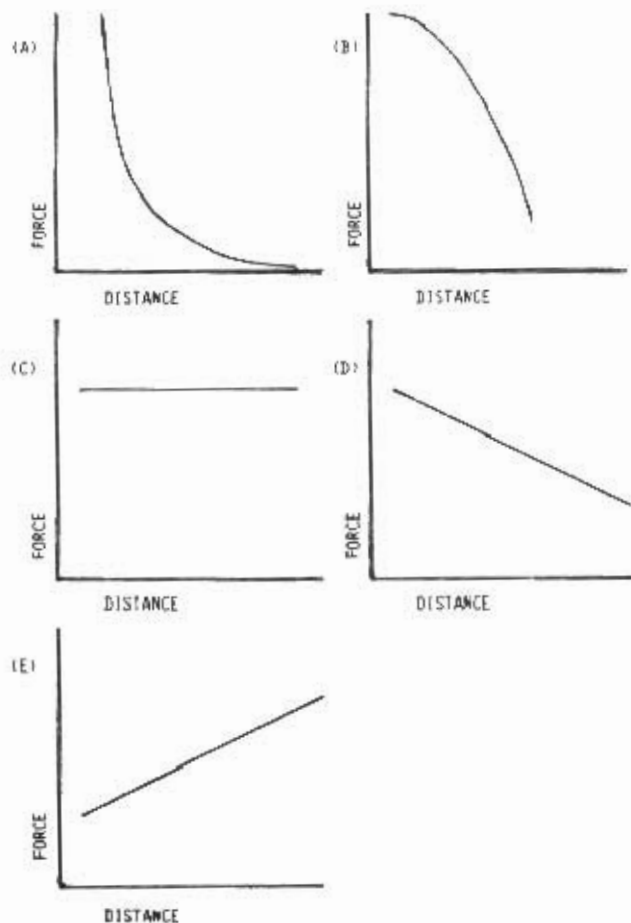 (A)
FORCE
DISTANCE
(B)
FORCE
DISTANCE
(C)
FORCE
DISTANCE
(D)
FORCE
DISTANCE
(E)
FORCE
DISTANCE